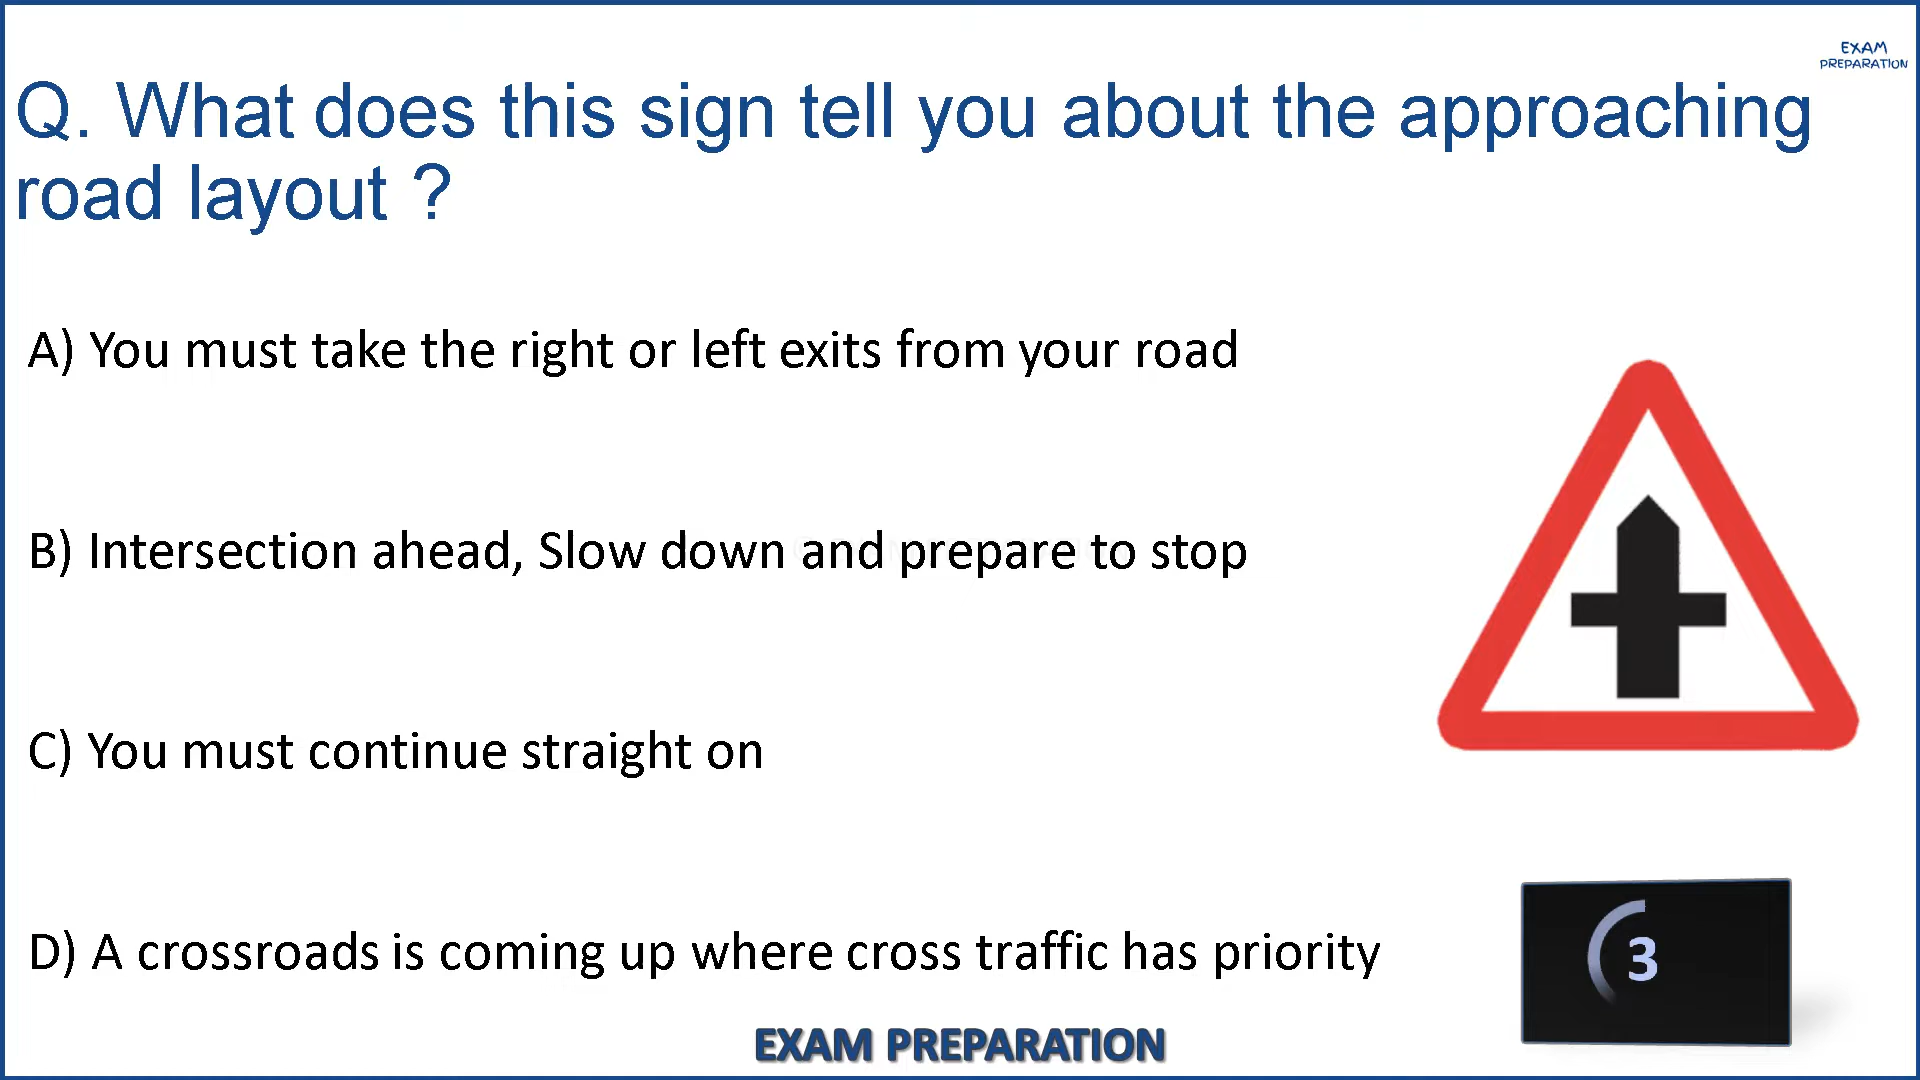 EXAM
PREPARATION
Q. What does this sign tell you about the approaching
road layout ?
A) You must take the right or left exits from your road
B) Intersection ahead, Slow down and prepare to stop
C) You must continue straight on
D) A crossroads is coming up where cross traffic has priority
3
EXAM PREPARATION